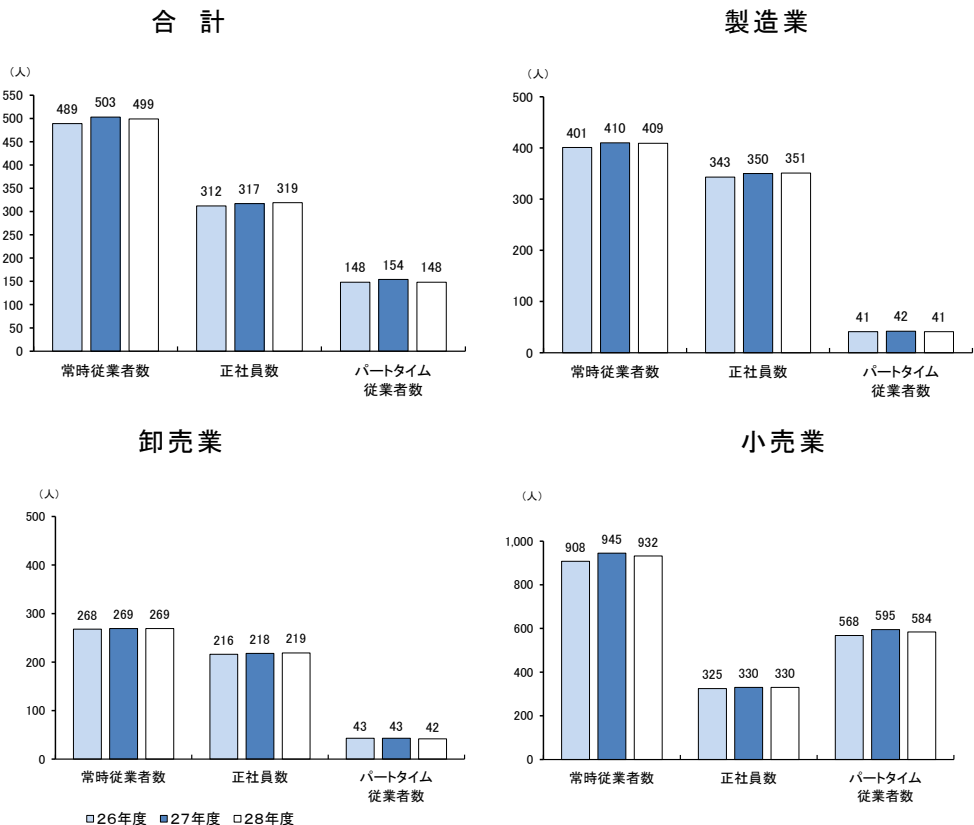 合 計
(人)
550
500
450
400
350
300
250
200
150
100
50
0
489 503 499
312 317 319
148 154 148
常時従業者数 正社員数 パートタイム
従業者数
製造業
(人)
500
400
300
200
100
0
401 410 409
343 350 351
41 42 41
常時従業者数 正社員数 パートタイム
従業者数
卸売業
(人)
500
400
300
200
100
0
268 269 269
216 218 219
43 43 42
常時従業者数 正社員数 パートタイム
従業者数
26年度 27年度 28年度
小売業
(人)
1,000
800
600
400
200
0
908 945 932
325 330 330
568 595 584
常時従業者数 正社員数 パートタイム
従業者数